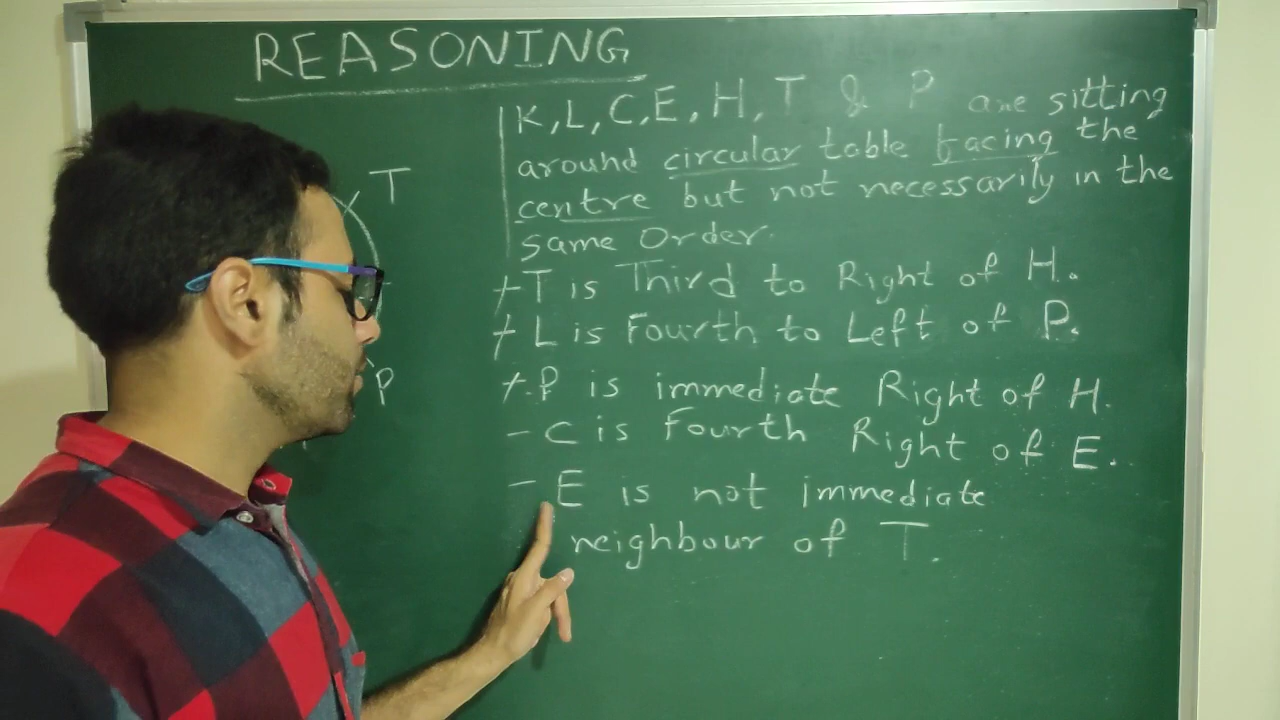 REASONING
K, L, C, E, H, T & P are sitting
around circular table facing the
centre but not necessarily in the
same Order.
T
+T is Third to Right of H.
+ L is Fourth to Left of P.
+. P is immediate Right of H.
P
- C is Fourth Right of E.
- E is not immediate
neighbour of T.